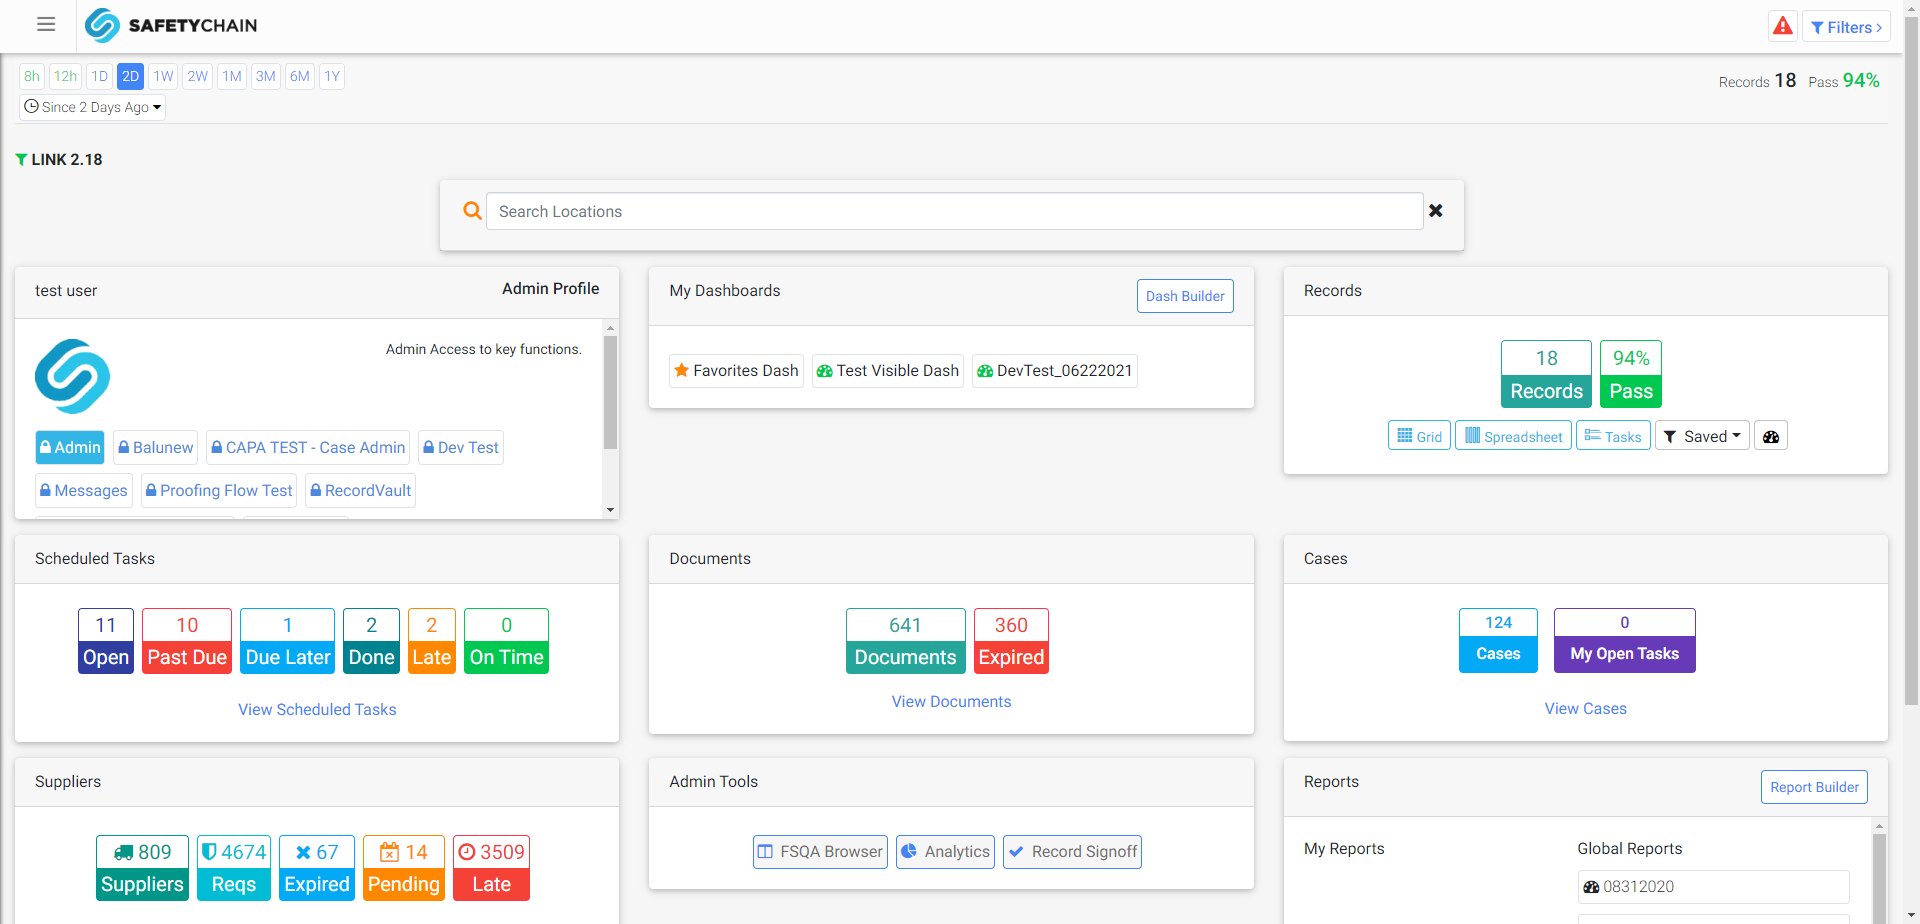 SAFETYCHAIN
Filters
8h 12h 1D 2D 1W 2W 1M 3M 6M 1Y
Records 18 Pass 94%
Since 2 Days Ago
LINK 2.18
Search Locations
test user
Admin Profile
Admin Access to key functions.
Admin Balunew CAPA TEST - Case Admin Dev Test
Messages Proofing Flow Test RecordVault
My Dashboards
Dash Builder
Favorites Dash Test Visible Dash DevTest_06222021
Records
18 94%
Records Pass
Grid Spreadsheet Tasks Saved
Scheduled Tasks
11 10 1 2 2 0
Open Past Due Due Later Done Late On Time
View Scheduled Tasks
Documents
641 360
Documents Expired
View Documents
Cases
124 0
Cases My Open Tasks
View Cases
Suppliers
809 4674 67 14 3509
Suppliers Reqs Expired Pending Late
Admin Tools
FSQA Browser Analytics Record Signoff
Reports
Report Builder
My Reports Global Reports
08312020